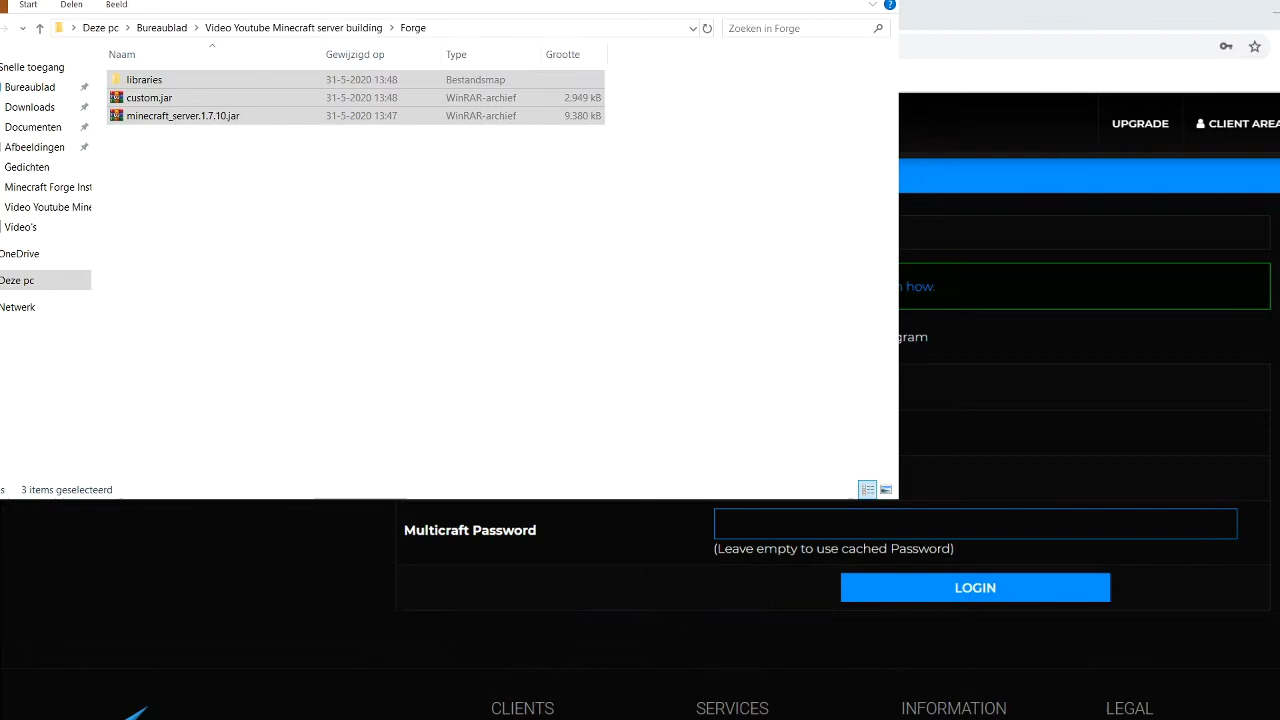 Start Delen Beeld
Deze pc > Bureaublad > Video Youtube Minecraft server building > Forge
Zoeken in Forge
Naam Gewijzigd op Type Grootte
libraries 31-5-2020 13:48 Bestandsmap
custom.jar 31-5-2020 13:48 WinRAR-archief 2.949 kB
minecraft_server.1.7.10.jar 31-5-2020 13:47 WinRAR-archief 9.380 kB
Snelle toegang
Bureaublad
Downloads
Documenten
Afbeeldingen
Gedichten
Minecraft Forge Inst
Video Youtube Mine
Video's
OneDrive
Deze pc
Netwerk
s 3 items geselecteerd
UPGRADE CLIENT AREA
how.
gram
Multicraft Password
(Leave empty to use cached Password)
LOGIN
CLIENTS SERVICES INFORMATION LEGAL